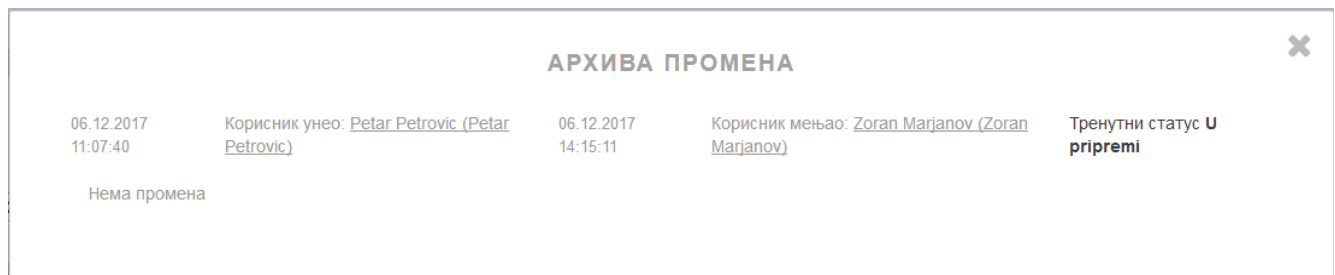 АРХИВА ПРОМЕНА
06.12.2017
11:07:40
Корисник унео: Petar Petrovic (Petar
Petrovic)
06.12.2017
14:15:11
Корисник мењао: Zoran Marjanov (Zoran
Marjanov)
Тренутни статус U
pripremi
Нема промена